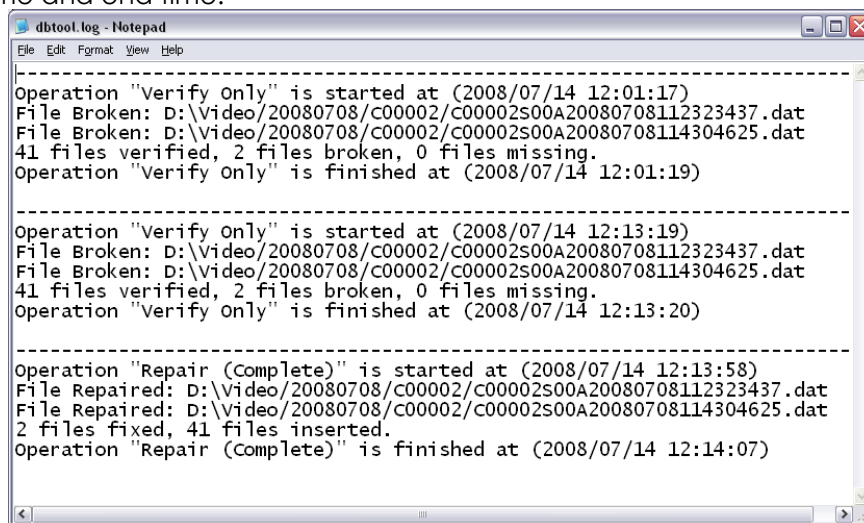 dbtool.log - Notepad
File Edit Format View Help
--------------------------------------------------------------------------
Operation "Verify Only" is started at (2008/07/14 12:01:17)
File Broken: D:\Video/20080708/C00002/C00002S00A20080708112323437.dat
File Broken: D:\Video/20080708/C00002/C00002S00A20080708114304625.dat
41 files verified, 2 files broken, 0 files missing.
Operation "Verify Only" is finished at (2008/07/14 12:01:19)
--------------------------------------------------------------------------
Operation "Verify Only" is started at (2008/07/14 12:13:19)
File Broken: D:\Video/20080708/C00002/C00002S00A20080708112323437.dat
File Broken: D:\Video/20080708/C00002/C00002S00A20080708114304625.dat
41 files verified, 2 files broken, 0 files missing.
Operation "Verify Only" is finished at (2008/07/14 12:13:20)
--------------------------------------------------------------------------
Operation "Repair (Complete)" is started at (2008/07/14 12:13:58)
File Repaired: D:\Video/20080708/C00002/C00002S00A20080708112323437.dat
File Repaired: D:\Video/20080708/C00002/C00002S00A20080708114304625.dat
2 files fixed, 41 files inserted.
Operation "Repair (Complete)" is finished at (2008/07/14 12:14:07)